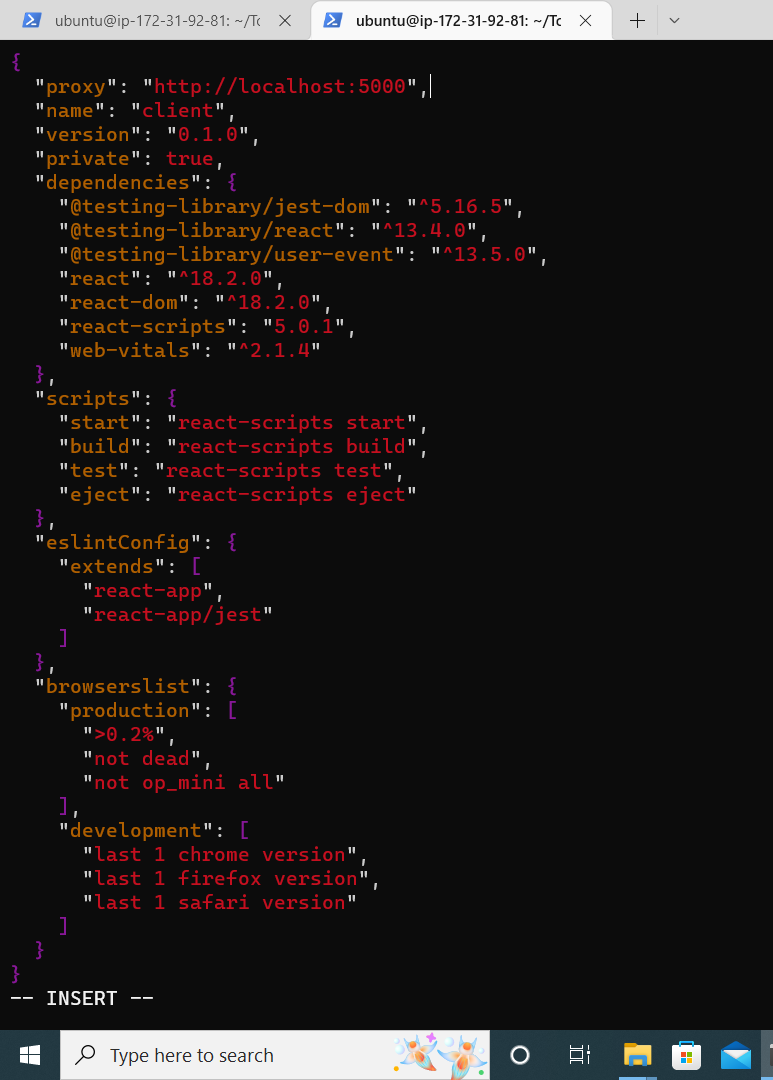 ubuntu@ip-172-31-92-81: ~/Tc
ubuntu@ip-172-31-92-81: ~/Tc
{
  "proxy": "http://localhost:5000",
  "name": "client",
  "version": "0.1.0",
  "private": true,
  "dependencies": {
    "@testing-library/jest-dom": "^5.16.5",
    "@testing-library/react": "^13.4.0",
    "@testing-library/user-event": "^13.5.0",
    "react": "^18.2.0",
    "react-dom": "^18.2.0",
    "react-scripts": "5.0.1",
    "web-vitals": "^2.1.4"
  },
  "scripts": {
    "start": "react-scripts start",
    "build": "react-scripts build",
    "test": "react-scripts test",
    "eject": "react-scripts eject"
  },
  "eslintConfig": {
    "extends": [
      "react-app",
      "react-app/jest"
    ]
  },
  "browserslist": {
    "production": [
      ">0.2%",
      "not dead",
      "not op_mini all"
    ],
    "development": [
      "last 1 chrome version",
      "last 1 firefox version",
      "last 1 safari version"
    ]
  }
}
-- INSERT --
Type here to search